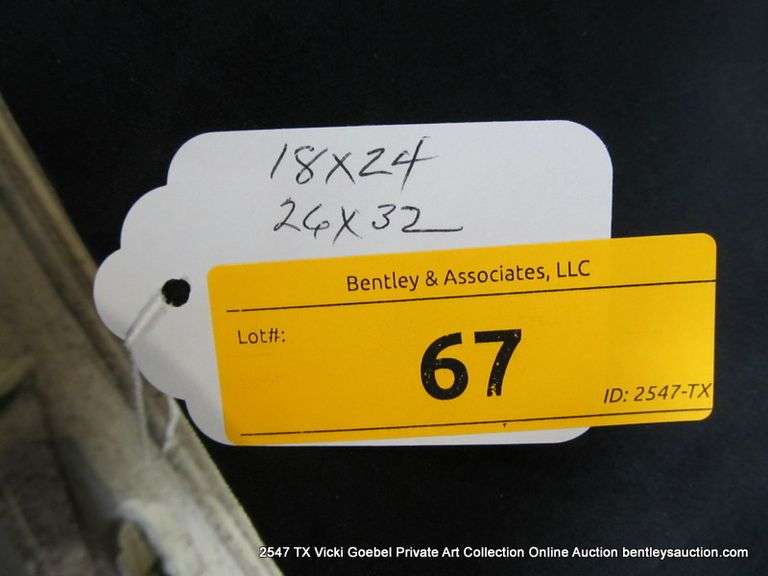 18x24
26x32
Bentley & Associates, LLC
Lot#:
67
ID: 2547-TX
2547 TX Vicki Goebel Private Art Collection Online Auction bentleysauction.com